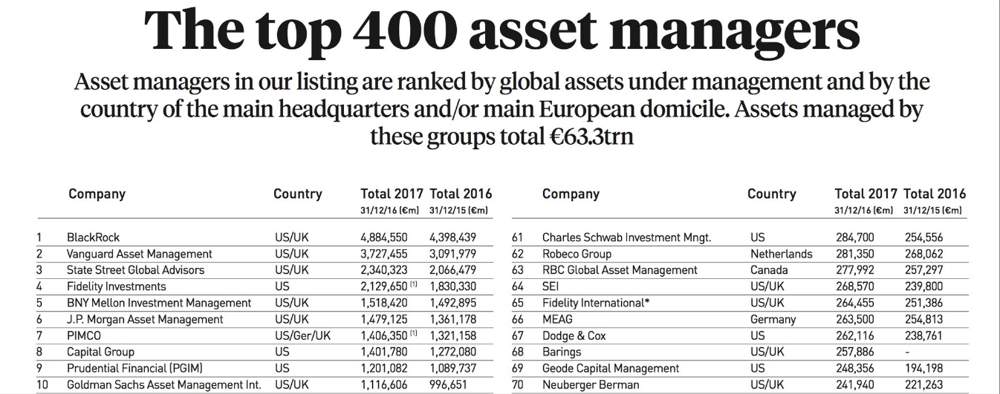 The top 400 asset managers
Asset managers in our listing are ranked by global assets under management and by the
country of the main headquarters and/or main European domicile. Assets managed by
these groups total €63.3trn
Company Country Total 2017 Total 2016
31/12/16 (€m) 31/12/15 (€m)
1 BlackRock US/UK 4,884,550 4,398,439
2 Vanguard Asset Management US/UK 3,727,455 3,091,979
3 State Street Global Advisors US/UK 2,340,323 2,066,479
4 Fidelity Investments US 2,129,650 (1) 1,830,330
5 BNY Mellon Investment Management US/UK 1,518,420 1,492,895
6 J.P. Morgan Asset Management US/UK 1,479,125 1,361,178
7 PIMCO US/Ger/UK 1,406,350 (1) 1,321,158
8 Capital Group US 1,401,780 1,272,080
9 Prudential Financial (PGIM) US 1,201,082 1,089,737
10 Goldman Sachs Asset Management Int. US/UK 1,116,606 996,651
Company Country Total 2017 Total 2016
31/12/16 (€m) 31/12/15 (€m)
61 Charles Schwab Investment Mngt. US 284,700 254,556
62 Robeco Group Netherlands 281,350 268,062
63 RBC Global Asset Management Canada 277,992 257,297
64 SEI US/UK 268,570 239,800
65 Fidelity International* US/UK 264,455 251,386
66 MEAG Germany 263,500 254,813
67 Dodge & Cox US 262,116 238,761
68 Barings US/UK 257,886 -
69 Geode Capital Management US 248,356 194,198
70 Neuberger Berman US/UK 241,940 221,263